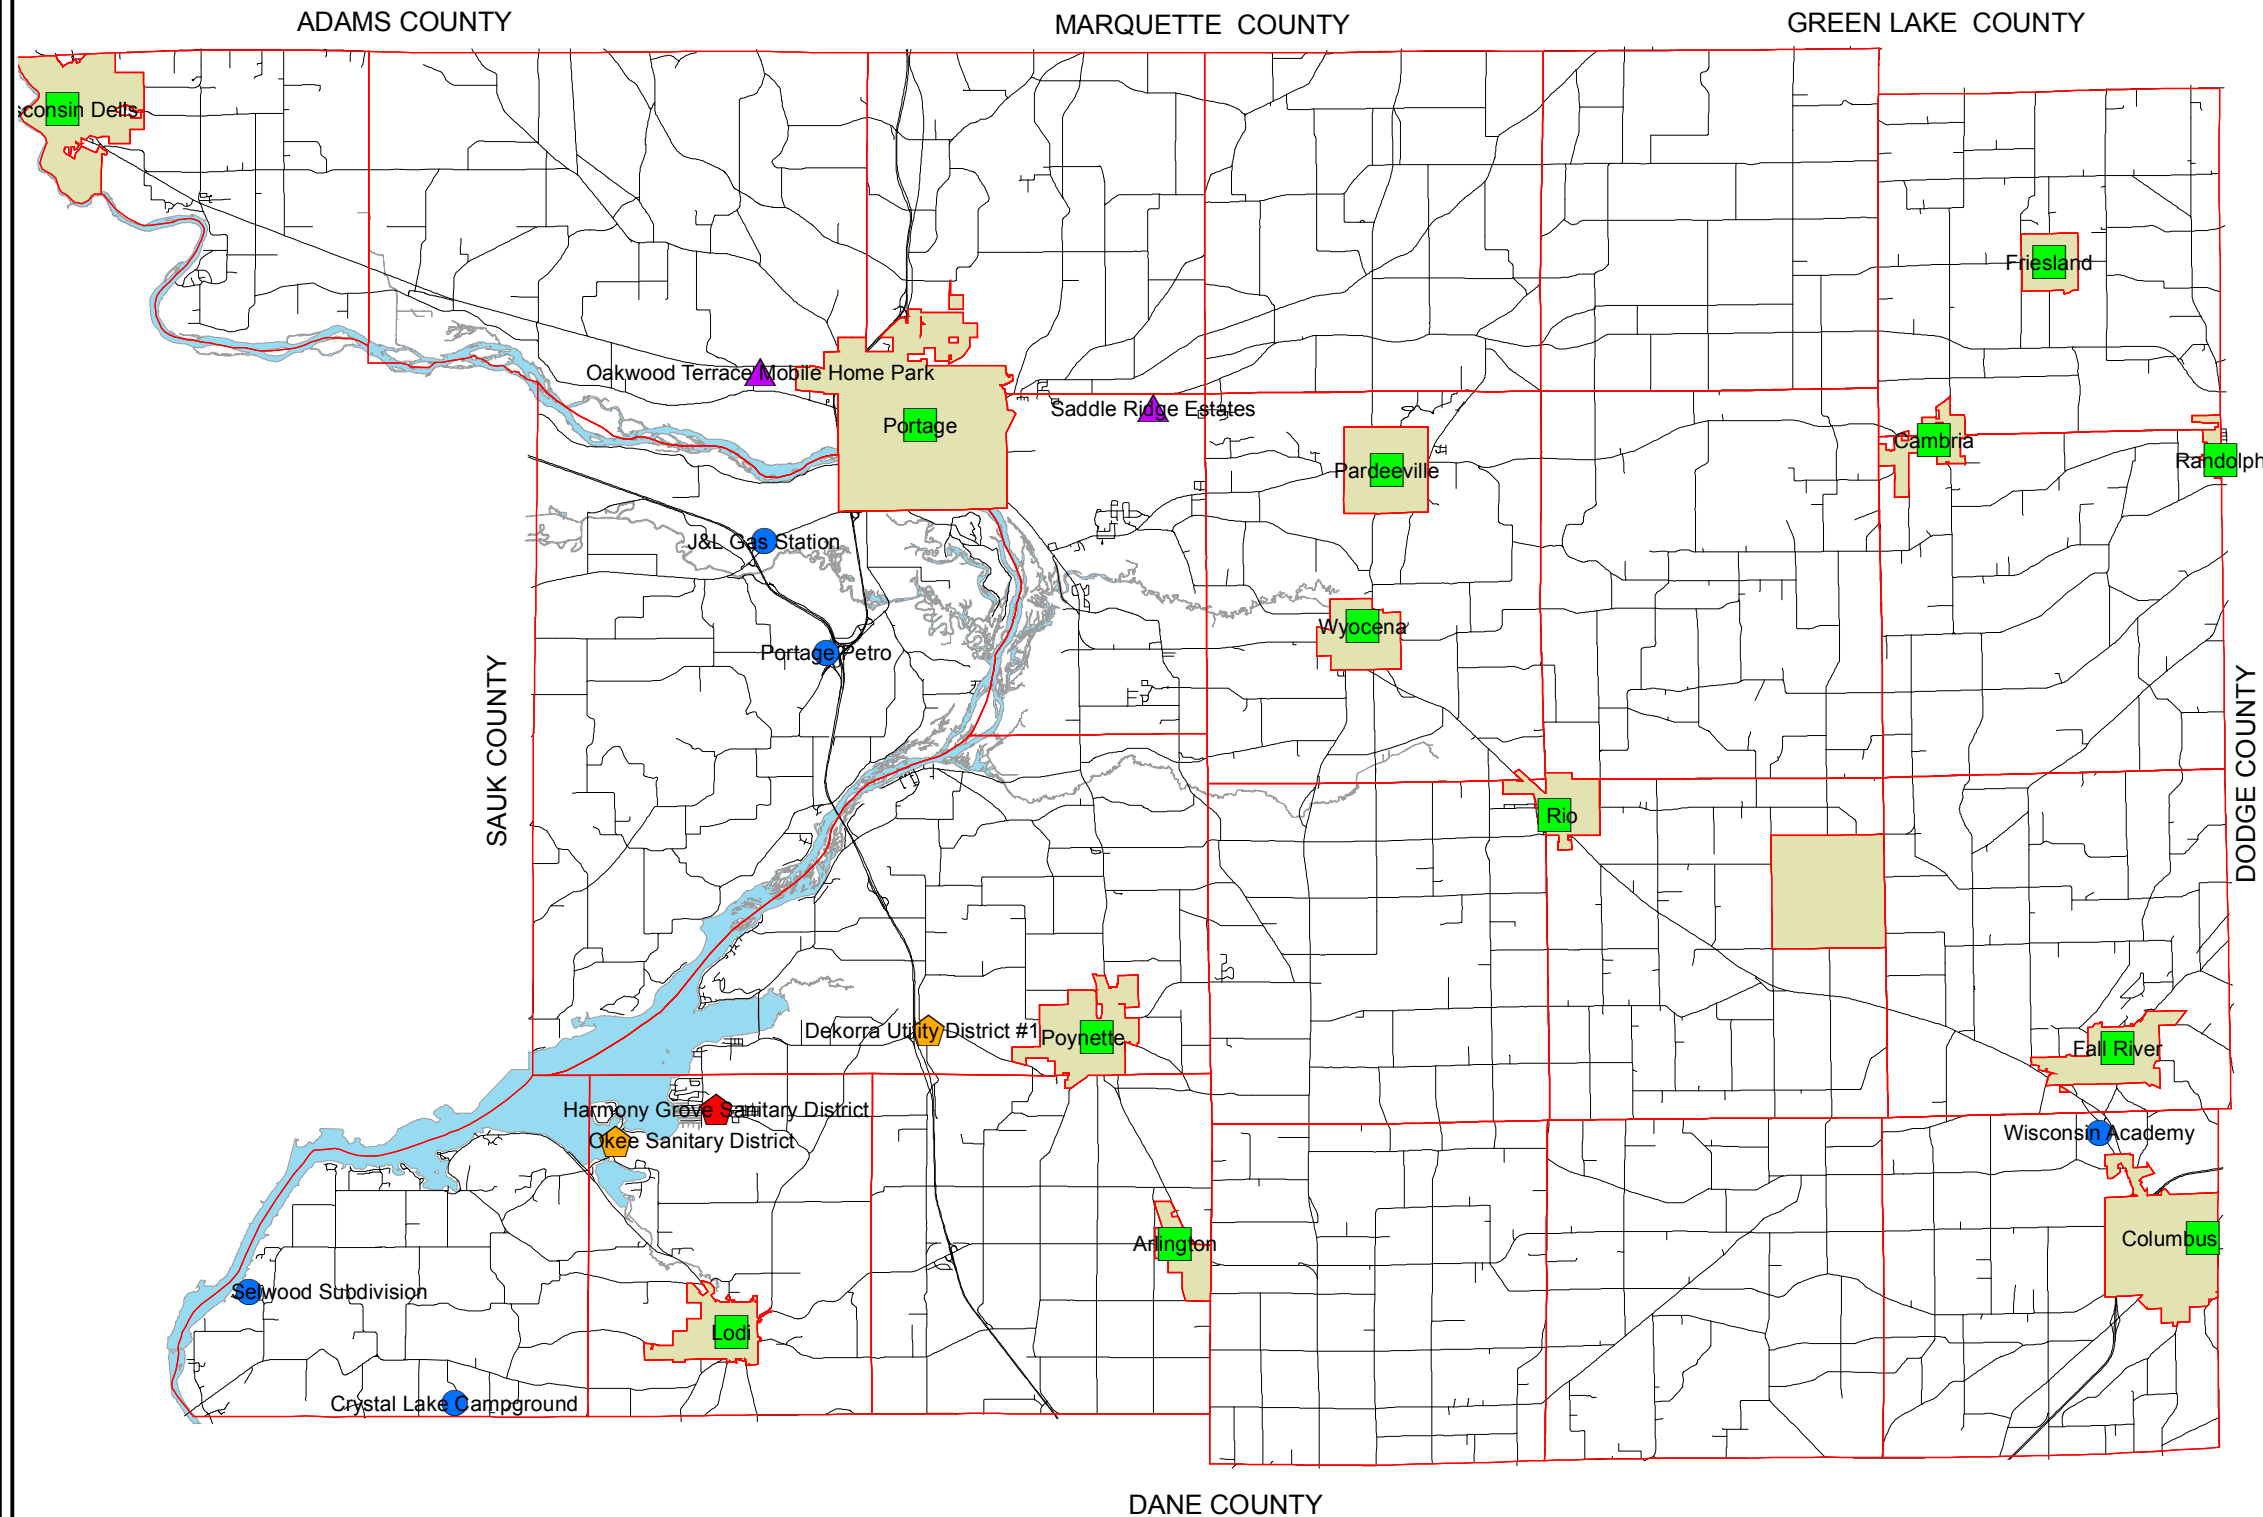 ADAMS COUNTY
MARQUETTE COUNTY
GREEN LAKE COUNTY
sconsin Dells
Friesland
Oakwood Terrace Mobile Home Park
Saddle Ridge Estates
Portage
Cambria
Randolph
Pardeeville
J&L Gas Station
Wyocena
Portage Petro
SAUK COUNTY
DODGE COUNTY
Rio
Dekorra Utility District #1
Poynette
Fall River
Harmony Grove Sanitary District
Okee Sanitary District
Wisconsin Academy
Columbus
Arlington
Selwood Subdivision
Lodi
Crystal Lake Campground
DANE COUNTY